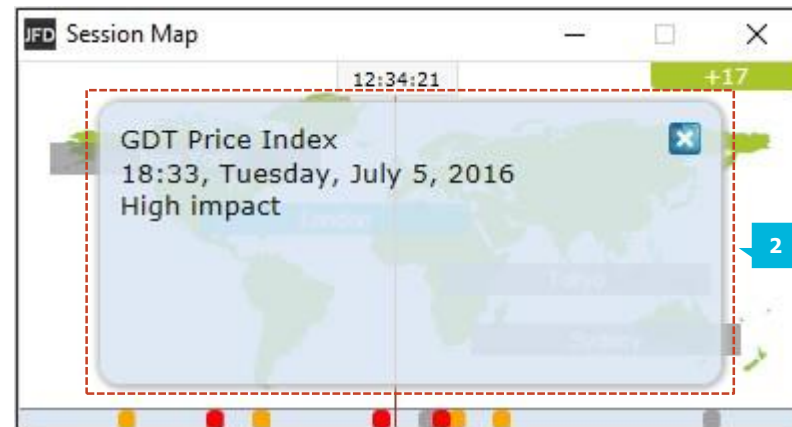 JFD Session Map
12:34:21
+17
GDT Price Index
18:33, Tuesday, July 5, 2016
High impact
London
2
Tokyo
Sydney